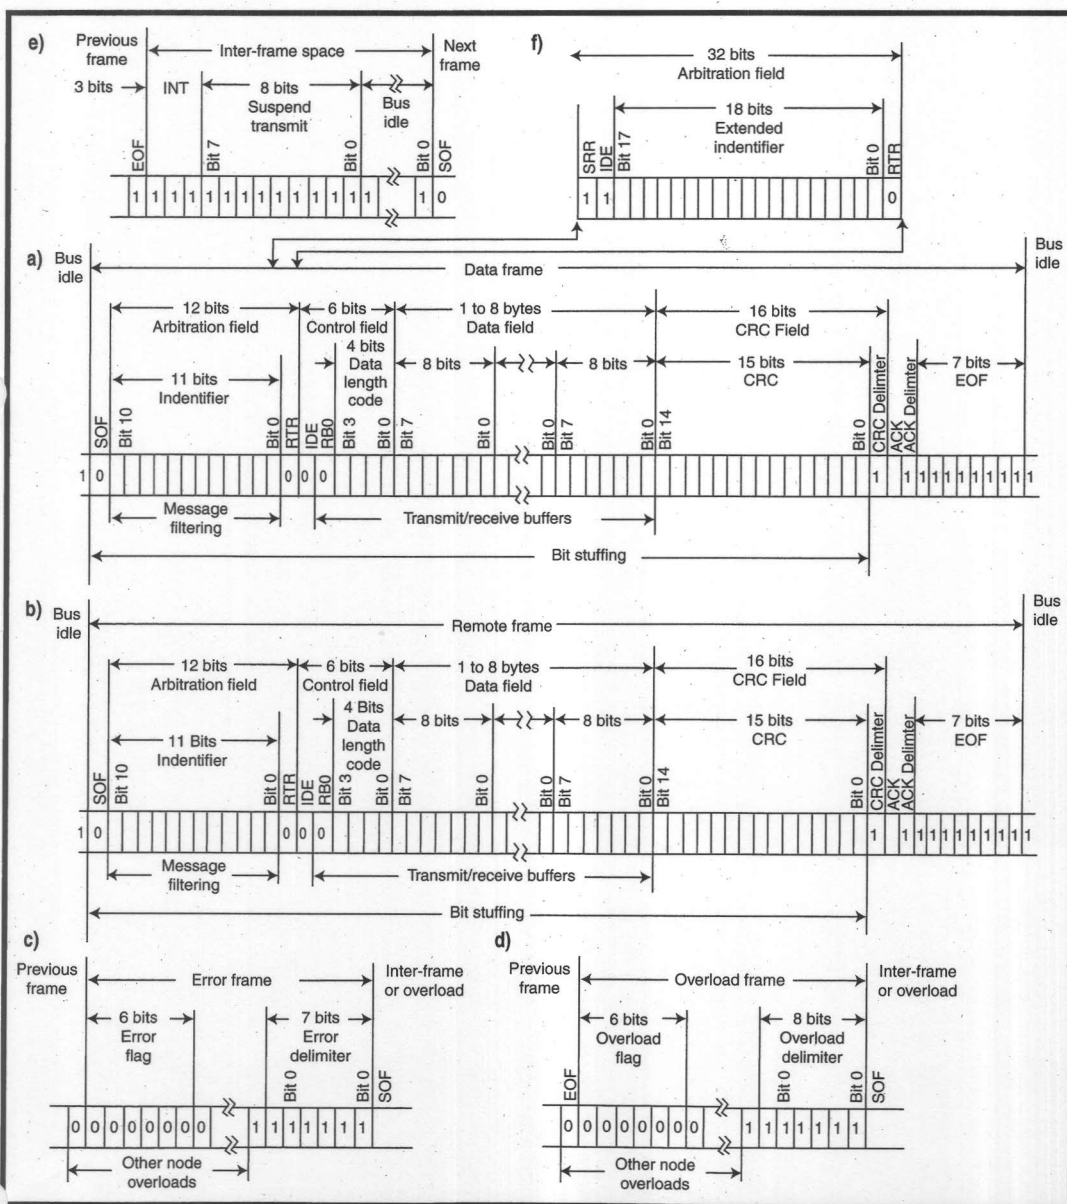 e)
Previous
frame
Inter-frame space
Next
frame
3 bits
INT
8 bits
Suspend
transmit
Bus
idle
EOF
Bit 7
Bit 0
Bit 0
SOF
1 1 1 1 1 1 1 1 1 1 1 1 1 1 0
f)
32 bits
Arbitration field
18 bits
Extended
indentifier
SRR
IDE
Bit 17
Bit 0
RTR
1 1 0
a)
Bus
idle
Data frame
Bus
idle
12 bits
Arbitration field
6 bits
Control field
1 to 8 bytes
Data field
16 bits
CRC Field
4 bits
Data
length
code
11 bits
Indentifier
8 bits
8 bits
15 bits
CRC
7 bits
EOF
SOF
Bit 10
Bit 0
RTR
IDE
RB0
Bit 3
Bit 0
Bit 7
Bit 0
Bit 0
Bit 7
Bit 0
Bit 14
Bit 0
CRC Delimter
ACK
ACK Delimter
1 0 0 0 0 1 1 1 1 1 1 1 1 1 1
Message
filtering
Transmit/receive buffers
Bit stuffing
b)
Bus
idle
Remote frame
Bus
idle
12 bits
Arbitration field
6 bits
Control field
1 to 8 bytes
Data field
16 bits
CRC Field
4 Bits
Data
length
code
11 Bits
Indentifier
8 bits
8 bits
15 bits
CRC
7 bits
EOF
SOF
Bit 10
Bit 0
RTR
IDE
RB0
Bit 3
Bit 0
Bit 7
Bit 0
Bit 0
Bit 7
Bit 0
Bit 14
Bit 0
CRC Delimter
ACK
ACK Delimter
1 0 0 0 0 1 1 1 1 1 1 1 1 1 1
Message
filtering
Transmit/receive buffers
Bit stuffing
c)
Previous
frame
Error frame
Inter-frame
or overload
6 bits
Error
flag
7 bits
Error
delimiter
Bit 0
Bit 0
SOF
0 0 0 0 0 0 0 0 1 1 1 1 1 1 1
Other node
overloads
d)
Previous
frame
Overload frame
Inter-frame
or overload
6 bits
Overload
flag
8 bits
Overload
delimiter
EOF
Bit 0
Bit 0
SOF
0 0 0 0 0 0 0 0 1 1 1 1 1 1 1
Other node
overloads